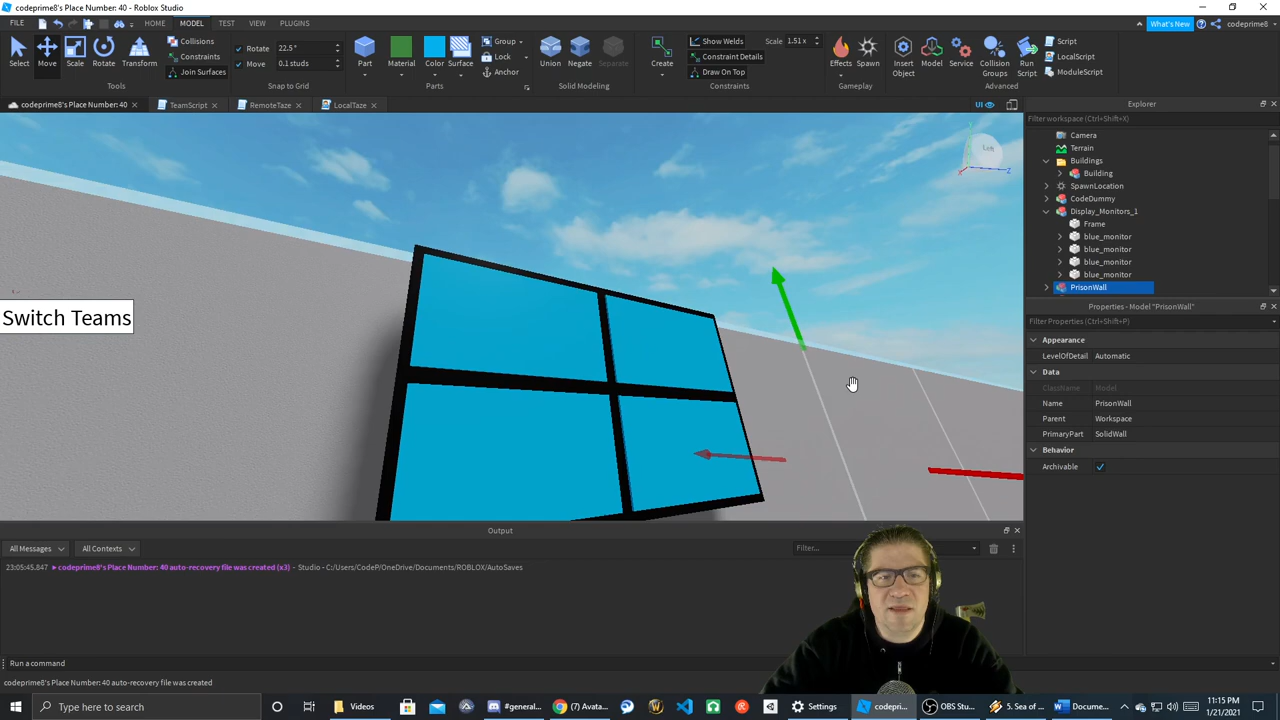 codeprime8's Place Number: 40 - Roblox Studio
FILE HOME MODEL TEST VIEW PLUGINS What's New codeprime8
Select Move Scale Rotate Transform
Collisions
Constraints
Join Surfaces
Tools
Rotate 22.5°
Move 0.1 studs
Snap to Grid
Part Material Color Surface
Group
Lock
Anchor
Parts
Union Negate Separate
Solid Modeling
Create
Show Welds Scale 1.51 x
Constraint Details
Draw On Top
Constraints
Effects Spawn
Gameplay
Insert Object Model Service Collision Groups Run Script
Script
LocalScript
ModuleScript
Advanced
codeprime8's Place Number: 40 TeamScript RemoteTaze LocalTaze UI
Explorer
Filter workspace (Ctrl+Shift+X)
Camera
Terrain
Buildings
Building
SpawnLocation
CodeDummy
Display_Monitors_1
Frame
blue_monitor
blue_monitor
blue_monitor
blue_monitor
PrisonWall
Left
X
Z
Switch Teams
Properties - Model "PrisonWall"
Filter Properties (Ctrl+Shift+P)
Appearance
LevelOfDetail Automatic
Data
ClassName Model
Name PrisonWall
Parent Workspace
PrimaryPart SolidWall
Behavior
Archivable
Output
All Messages All Contexts Filter...
23:05:45.847 codeprime8's Place Number: 40 auto-recovery file was created (x3) - Studio - C:/Users/CodeP/OneDrive/Documents/ROBLOX/AutoSaves
Run a command
codeprime8's Place Number: 40 auto-recovery file was created
Type here to search
Videos
#general...
() Avata...
Settings
codepri...
OBS Stu...
5. Sea of ...
Docume...
11:15 PM
1/21/2021